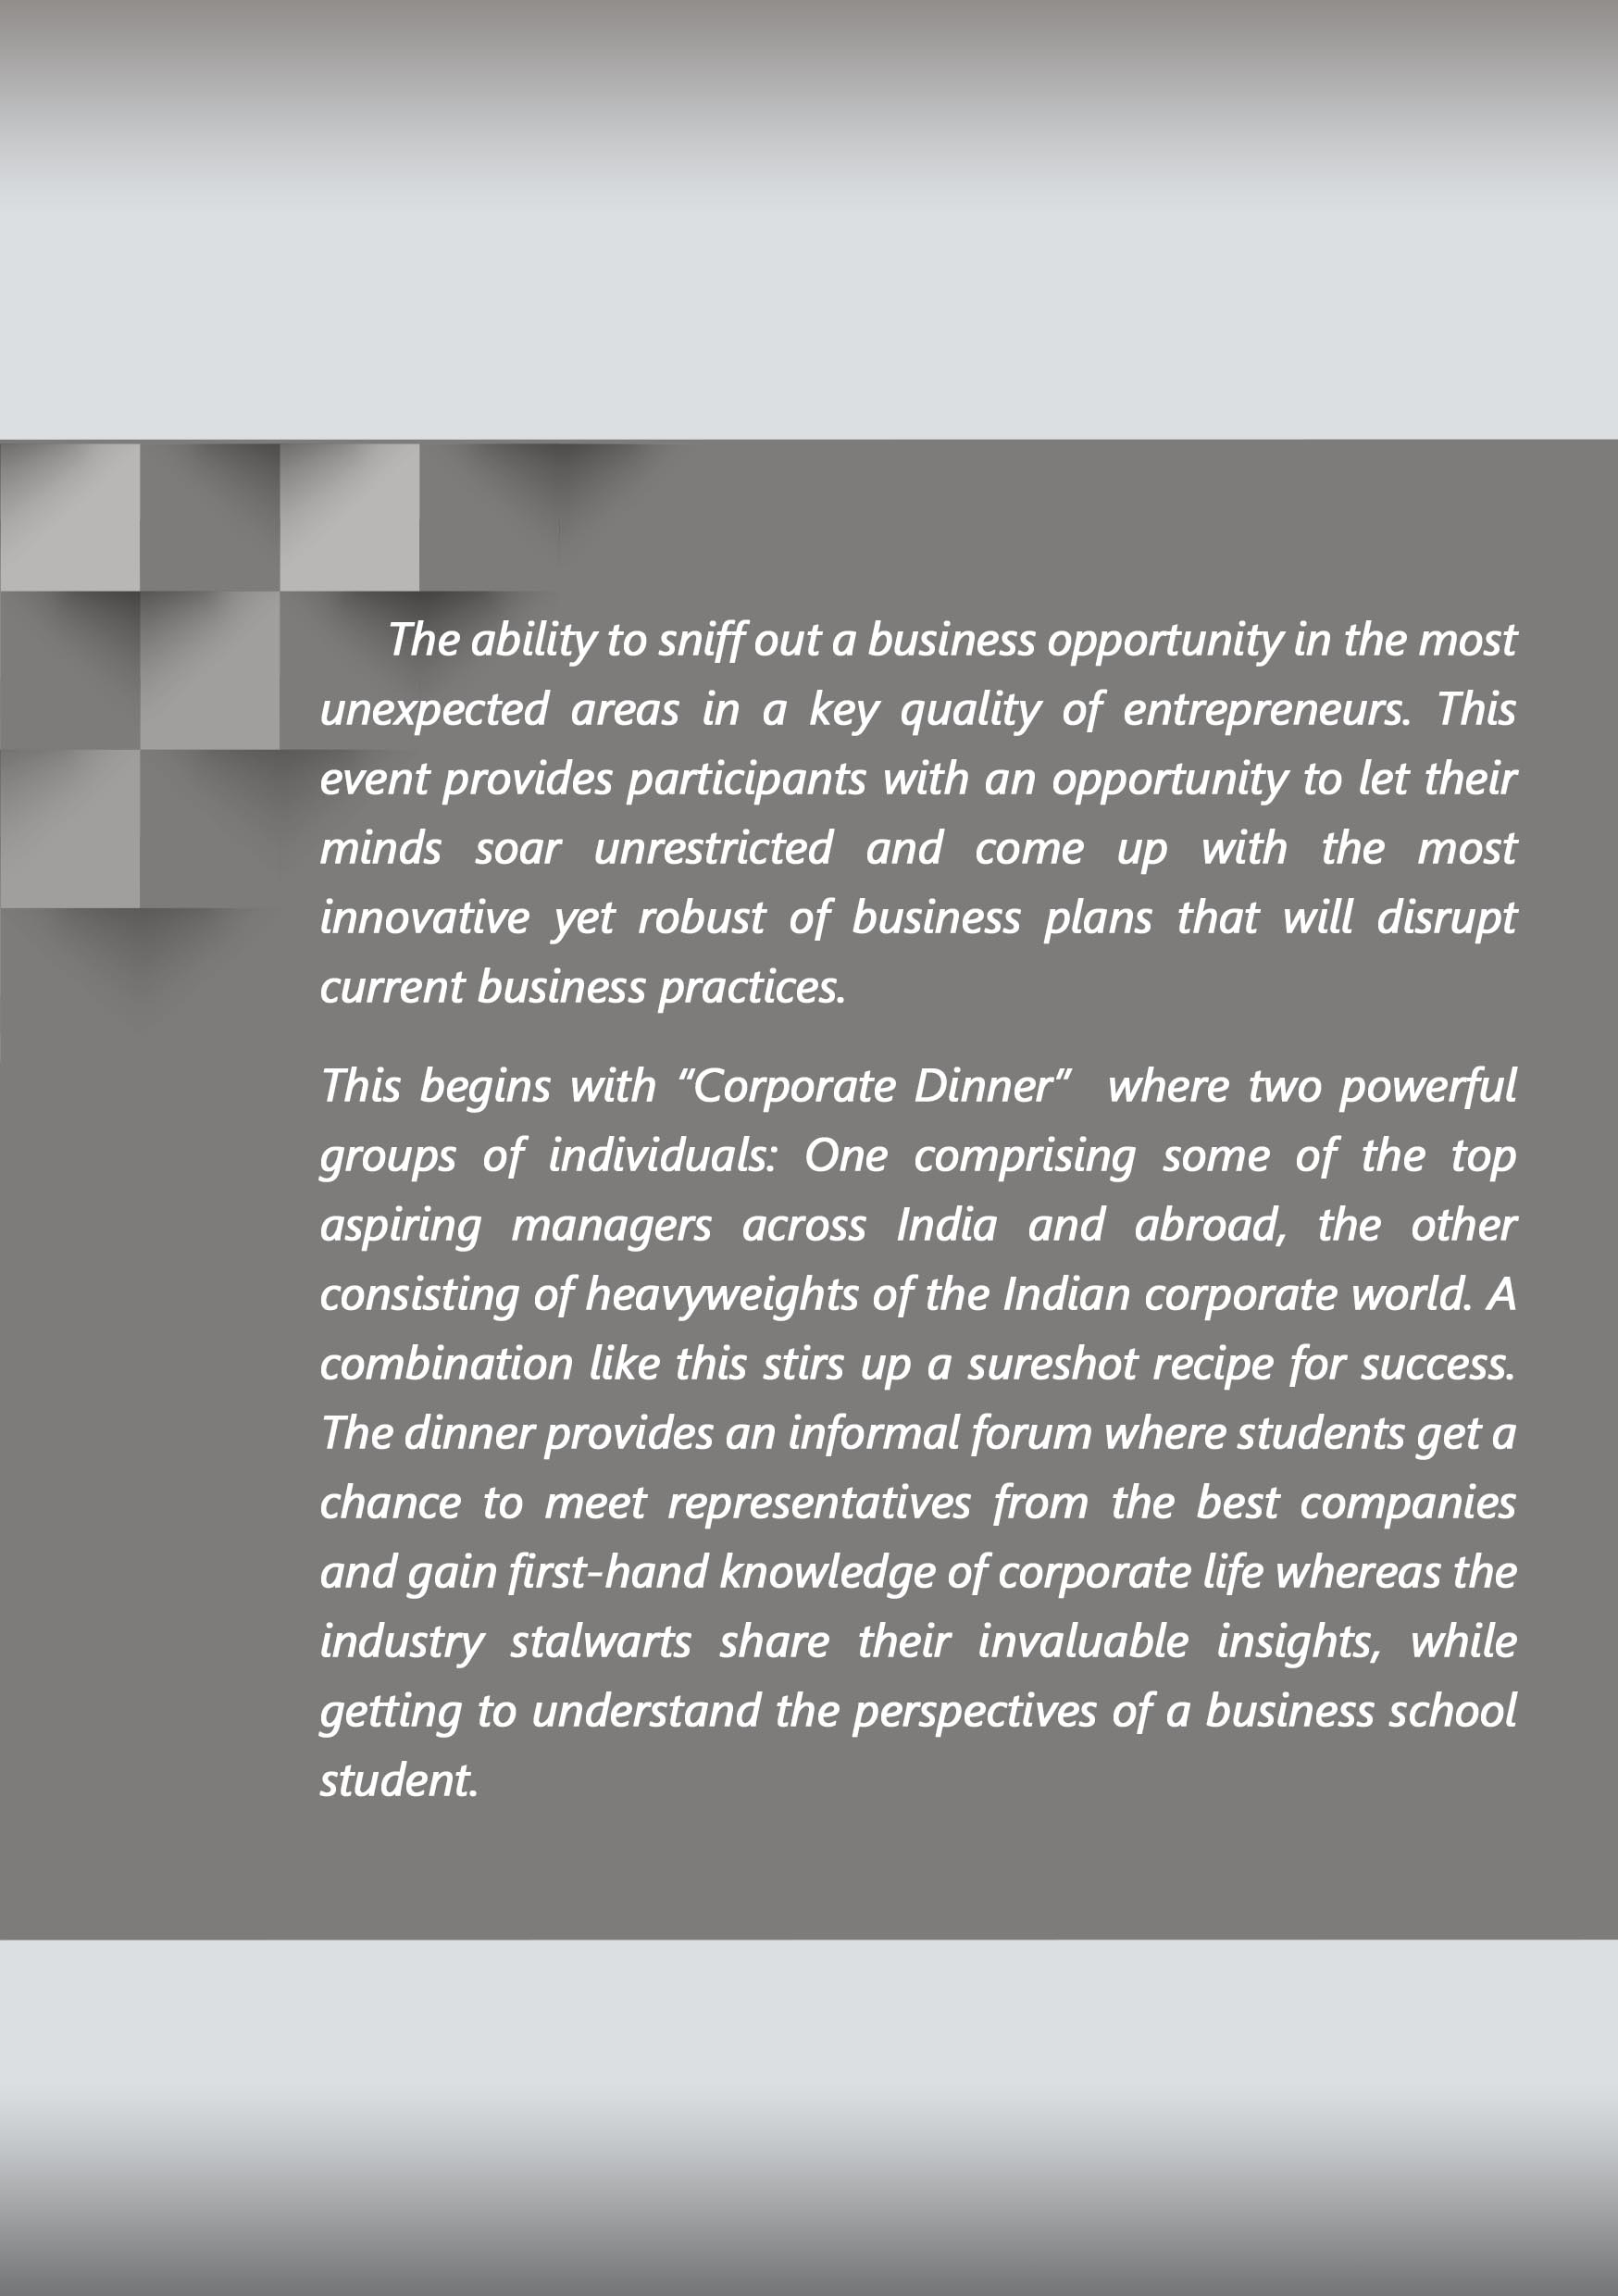 The ability to sniff out a business opportunity in the most
unexpected areas in a key quality of entrepreneurs. This
event provides participants with an opportunity to let their
minds soar unrestricted and come up with the most
innovative yet robust of business plans that will disrupt
current business practices.
This begins with “Corporate Dinner” where two powerful
groups of individuals: One comprising some of the top
aspiring managers across India and abroad, the other
consisting of heavyweights of the Indian corporate world. A
combination like this stirs up a sureshot recipe for success.
The dinner provides an informal forum where students get a
chance to meet representatives from the best companies
and gain first-hand knowledge of corporate life whereas the
industry stalwarts share their invaluable insights, while
getting to understand the perspectives of a business school
student.